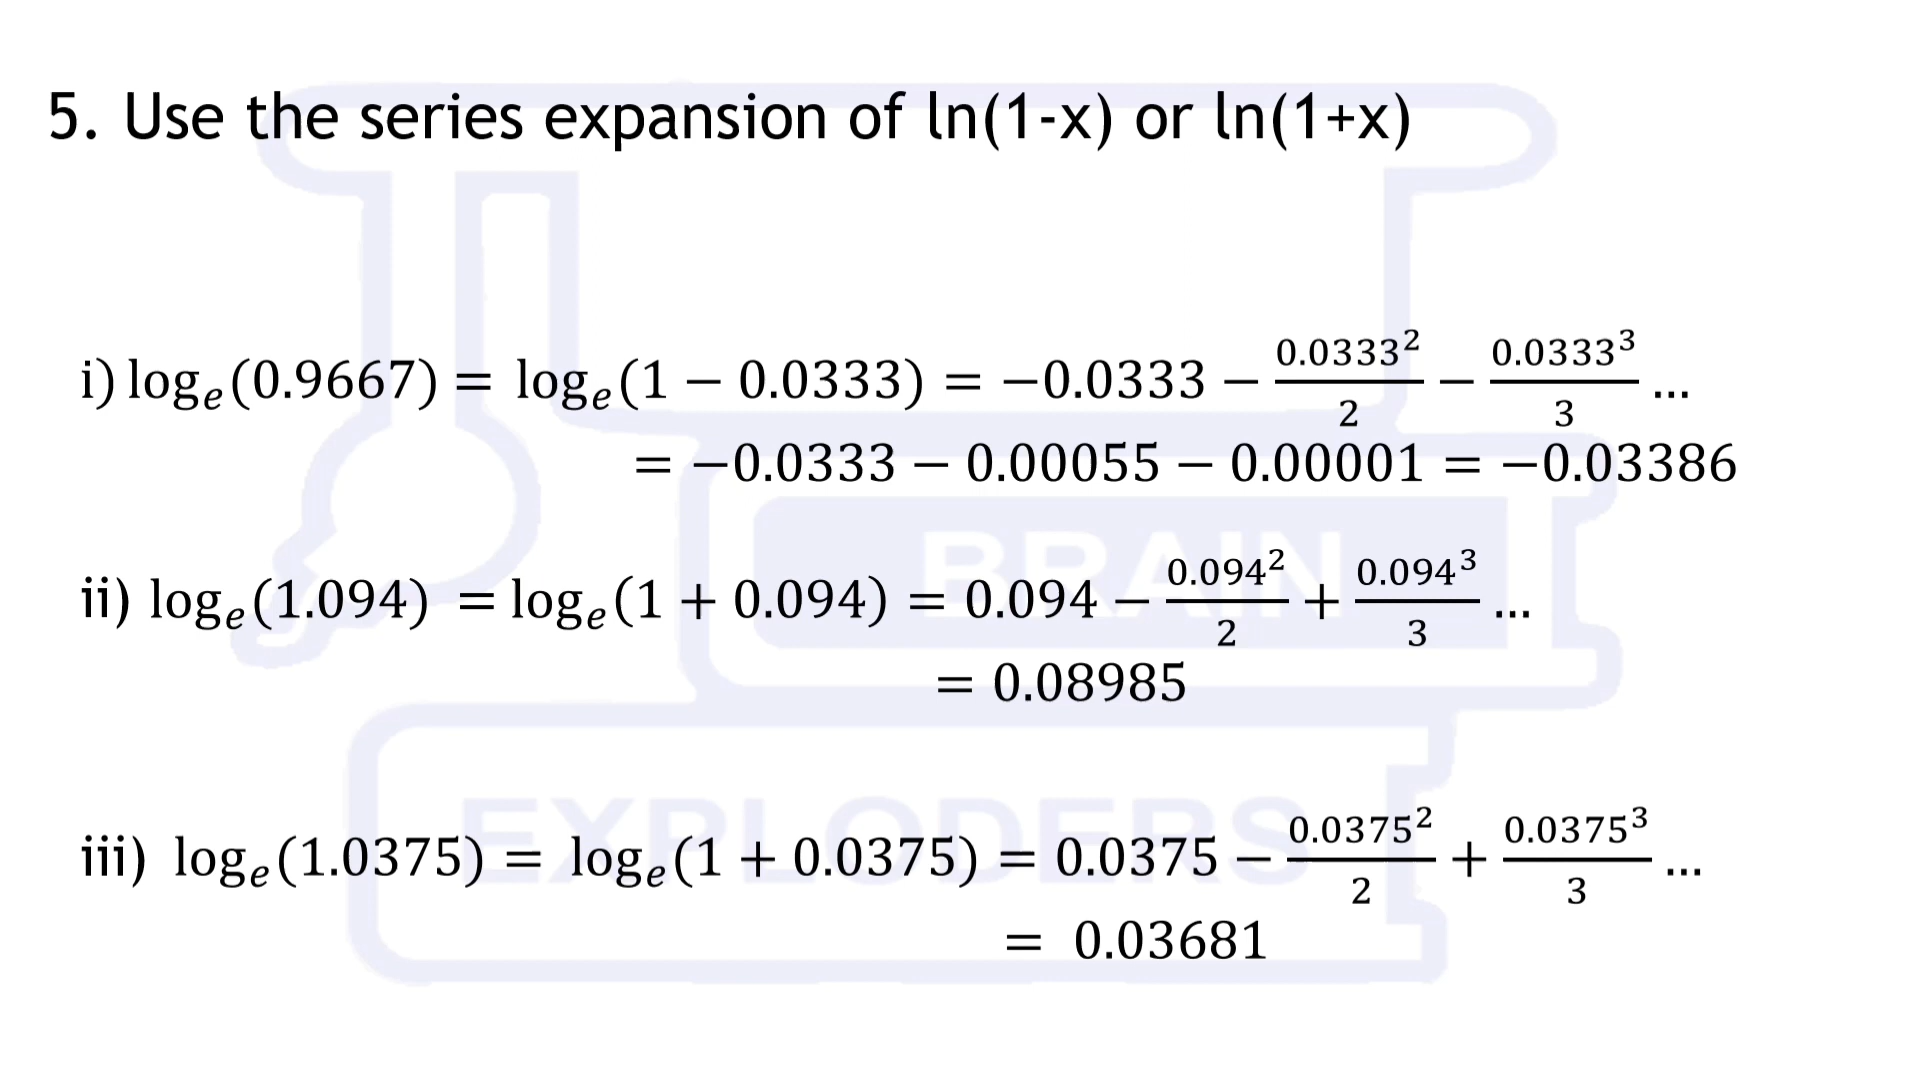 5. Use the series expansion of ln(1-x) or ln(1+x)
i) logₑ(0.9667) = logₑ(1 − 0.0333) = −0.0333 − 0.0333²/2 − 0.0333³/3 ...
= −0.0333 − 0.00055 − 0.00001 = −0.03386
BRAIN
ii) logₑ(1.094) = logₑ(1 + 0.094) = 0.094 − 0.094²/2 + 0.094³/3 ...
= 0.08985
EXPLODERS
iii) logₑ(1.0375) = logₑ(1 + 0.0375) = 0.0375 − 0.0375²/2 + 0.0375³/3 ...
= 0.03681